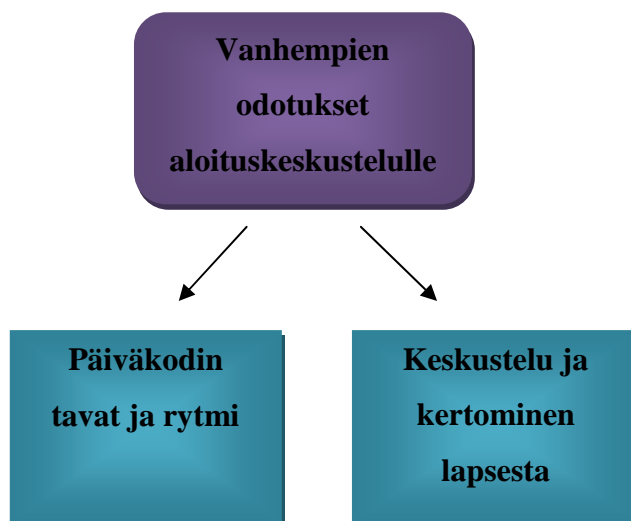 Vanhempien
odotukset
aloituskeskustelulle
Päiväkodin
tavat ja rytmi
Keskustelu ja
kertominen
lapsesta